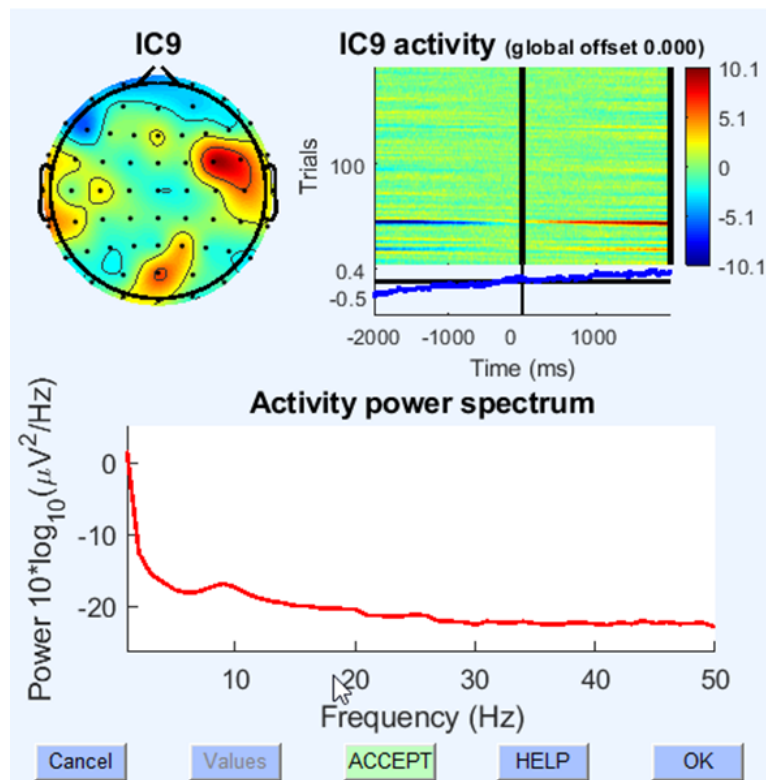 IC9
IC9 activity (global offset 0.000)
Trials
100
10.1
5.1
0
-5.1
-10.1
0.4
-0.5
-2000 -1000 0 1000
Time (ms)
Activity power spectrum
Power 10*log10(μV2/Hz)
0
-10
-20
10 20 30 40 50
Frequency (Hz)
Cancel Values ACCEPT HELP OK